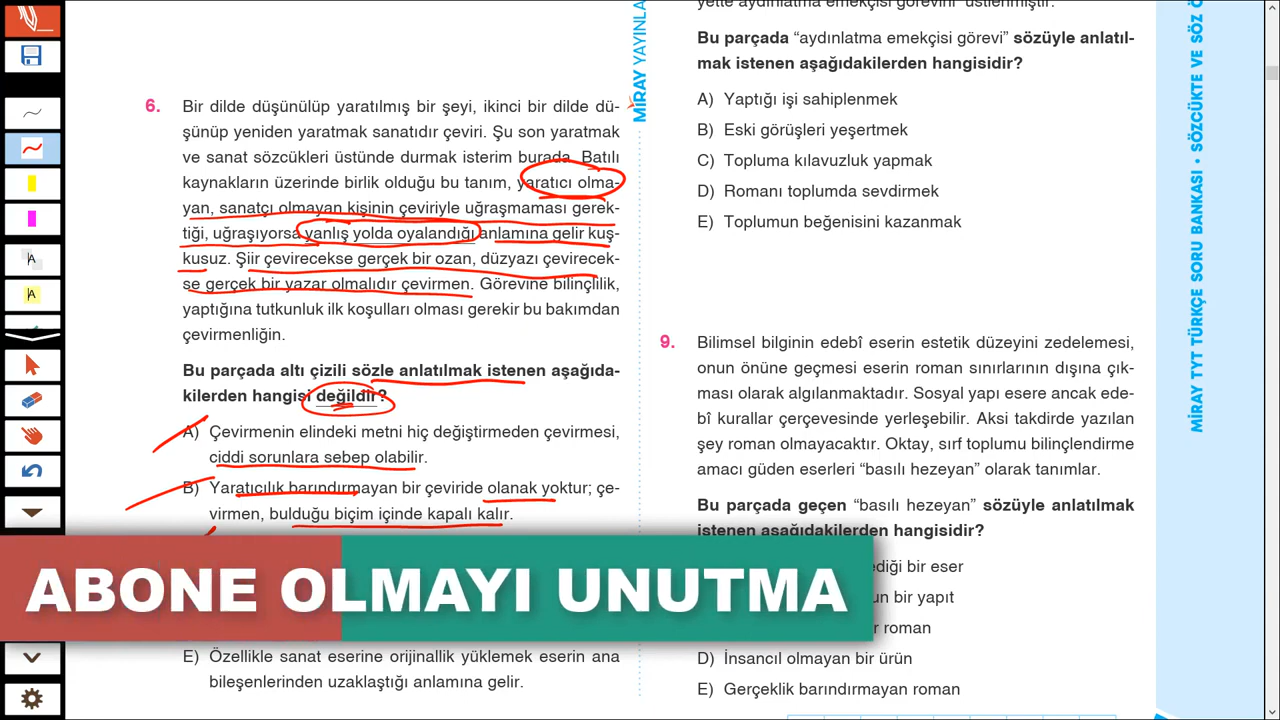 6. Bir dilde düşünülüp yaratılmış bir şeyi, ikinci bir dilde dü-
şünüp yeniden yaratmak sanatıdır çeviri. Şu son yaratmak
ve sanat sözcükleri üstünde durmak isterim burada. Batılı
kaynakların üzerinde birlik olduğu bu tanım, yaratıcı olma-
yan, sanatçı olmayan kişinin çeviriyle uğraşmaması gerek-
tiği, uğraşıyorsa yanlış yolda oyalandığı anlamına gelir kuş-
kusuz. Şiir çevirecekse gerçek bir ozan, düzyazı çevirecek-
se gerçek bir yazar olmalıdır çevirmen. Görevine bilinçlilik,
yaptığına tutkunluk ilk koşulları olması gerekir bu bakımdan
çevirmenliğin.
Bu parçada altı çizili sözle anlatılmak istenen aşağıda-
kilerden hangisi değildir?
A) Çevirmenin elindeki metni hiç değiştirmeden çevirmesi,
ciddi sorunlara sebep olabilir.
B) Yaratıcılık barındırmayan bir çeviride olanak yoktur; çe-
virmen, bulduğu biçim içinde kapalı kalır.
E) Özellikle sanat eserine orijinallik yüklemek eserin ana
bileşenlerinden uzaklaştığı anlamına gelir.
MİRAY YAYINLA
yette aydınlatma emekçisi görevini üstlenmiştir.
Bu parçada “aydınlatma emekçisi görevi” sözüyle anlatıl-
mak istenen aşağıdakilerden hangisidir?
A) Yaptığı işi sahiplenmek
B) Eski görüşleri yeşertmek
C) Topluma kılavuzluk yapmak
D) Romanı toplumda sevdirmek
E) Toplumun beğenisini kazanmak
9. Bilimsel bilginin edebî eserin estetik düzeyini zedelemesi,
onun önüne geçmesi eserin roman sınırlarının dışına çık-
ması olarak algılanmaktadır. Sosyal yapı esere ancak ede-
bî kurallar çerçevesinde yerleşebilir. Aksi takdirde yazılan
şey roman olmayacaktır. Oktay, sırf toplumu bilinçlendirme
amacı güden eserleri “basılı hezeyan” olarak tanımlar.
Bu parçada geçen “basılı hezeyan” sözüyle anlatılmak
istenen aşağıdakilerden hangisidir?
ediği bir eser
un bir yapıt
r roman
D) İnsancıl olmayan bir ürün
E) Gerçeklik barındırmayan roman
MİRAY TYT TÜRKÇE SORU BANKASI • SÖZCÜKTE VE SÖZ Ö
ABONE OLMAYI UNUTMA
A
A